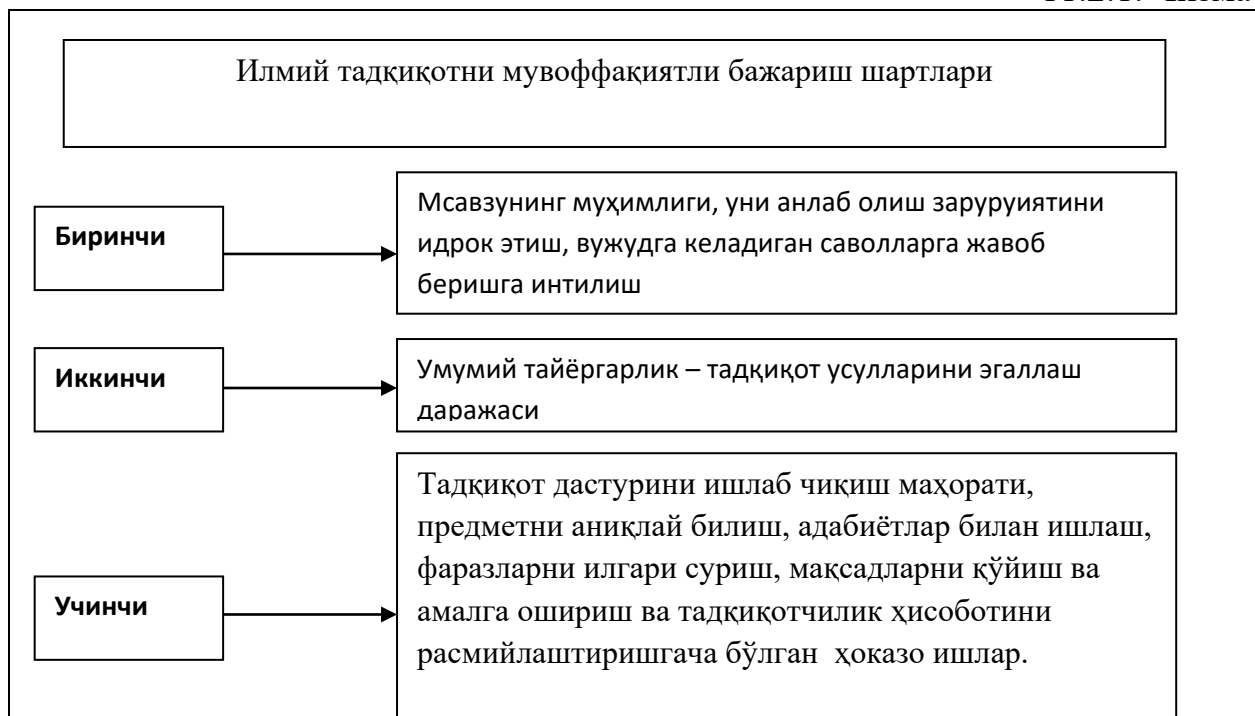 Илмий тадқиқотни мувоффақиятли бажариш шартлари
Биринчи
Мсавзунинг муҳимлиги, уни анлаб олиш заруруиятини
идрок этиш, вужудга келадиган саволларга жавоб
беришга интилиш
Иккинчи
Умумий тайёргарлик – тадқиқот усулларини эгаллаш
даражаси
Учинчи
Тадқиқот дастурини ишлаб чиқиш маҳорати,
предметни аниқлай билиш, адабиётлар билан ишлаш,
фаразларни илгари суриш, мақсадларни қўйиш ва
амалга ошириш ва тадқиқотчилик ҳисоботини
расмийлаштиришгача бўлган ҳоказо ишлар.